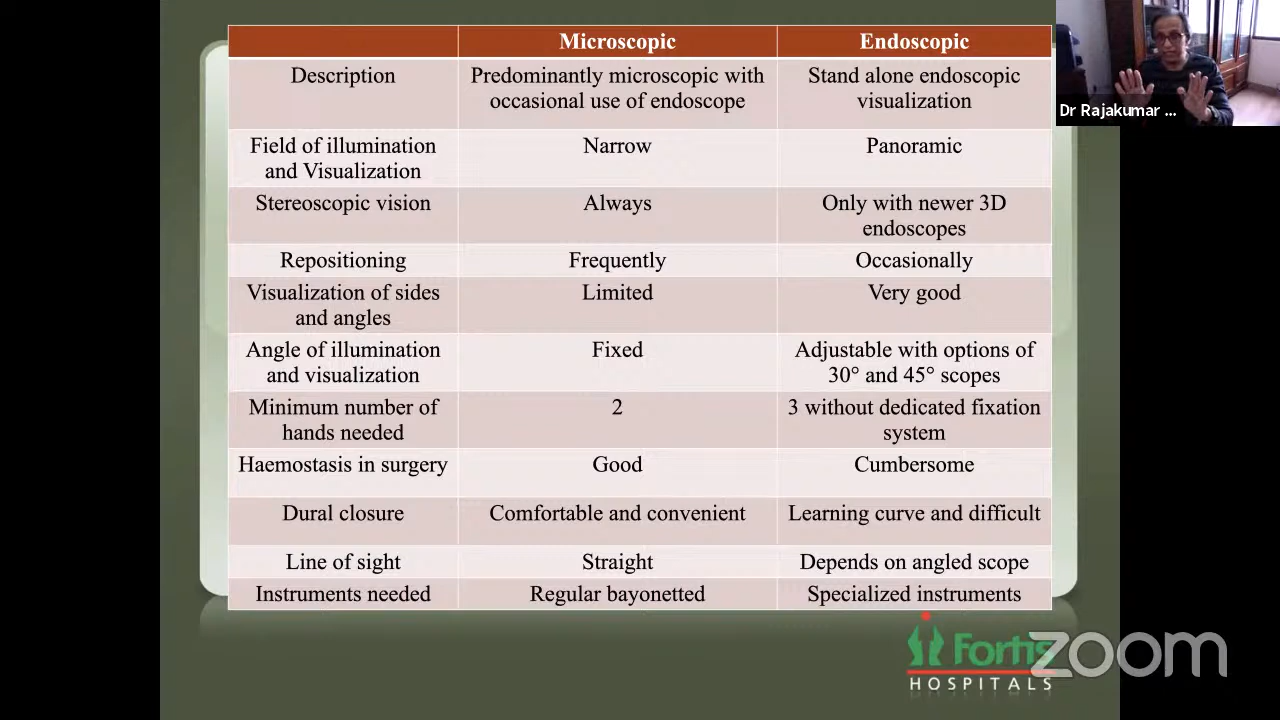 Microscopic Endoscopic
Description Predominantly microscopic with Stand alone endoscopic
occasional use of endoscope visualization
Field of illumination Narrow Panoramic
and Visualization
Stereoscopic vision Always Only with newer 3D
endoscopes
Repositioning Frequently Occasionally
Visualization of sides Limited Very good
and angles
Angle of illumination Fixed Adjustable with options of
and visualization 30° and 45° scopes
Minimum number of 2 3 without dedicated fixation
hands needed system
Haemostasis in surgery Good Cumbersome
Dural closure Comfortable and convenient Learning curve and difficult
Line of sight Straight Depends on angled scope
Instruments needed Regular bayonetted Specialized instruments
Dr Rajakumar ...
Fortis
HOSPITALS
zoom